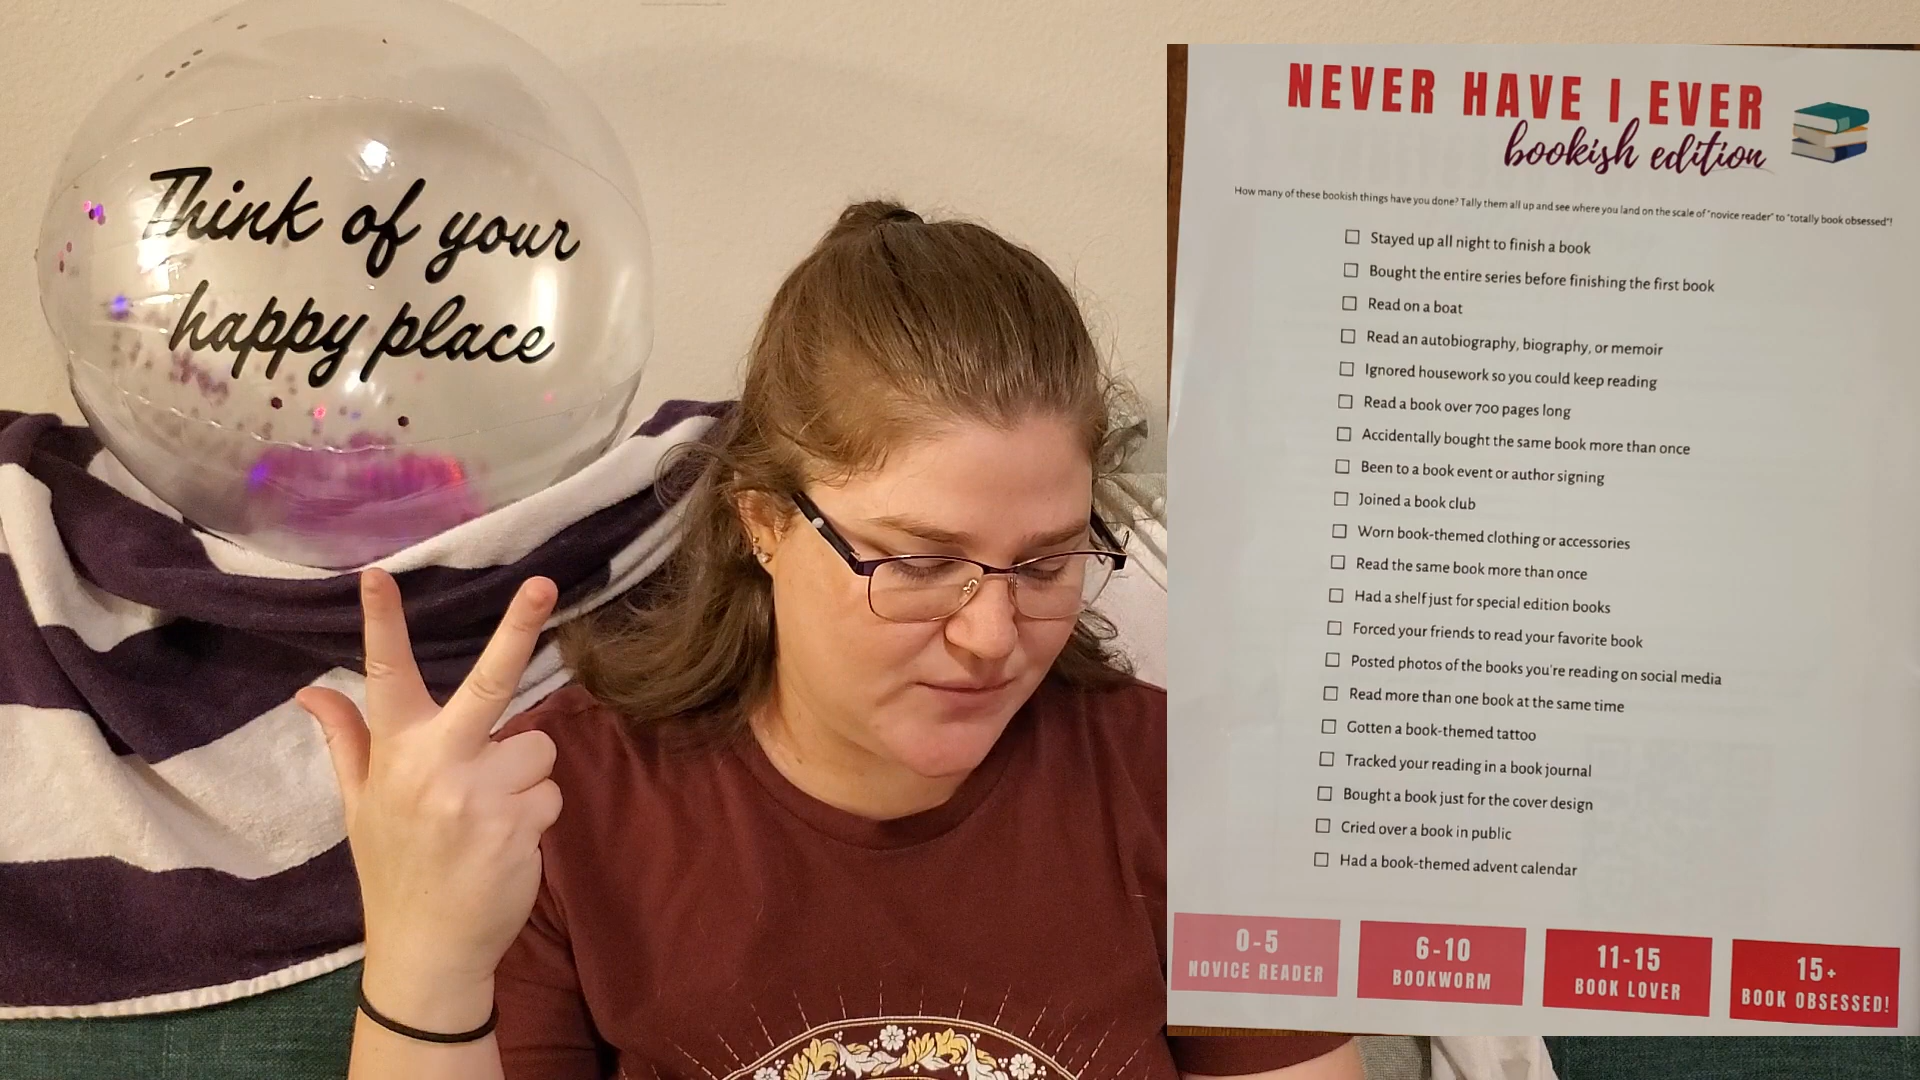 Think of your
happy place
NEVER HAVE I EVER
bookish edition
How many of these bookish things have you done? Tally them all up and see where you land on the scale of "novice reader" to "totally book obsessed"!
Stayed up all night to finish a book
Bought the entire series before finishing the first book
Read on a boat
Read an autobiography, biography, or memoir
Ignored housework so you could keep reading
Read a book over 700 pages long
Accidentally bought the same book more than once
Been to a book event or author signing
Joined a book club
Worn book-themed clothing or accessories
Read the same book more than once
Had a shelf just for special edition books
Forced your friends to read your favorite book
Posted photos of the books you're reading on social media
Read more than one book at the same time
Gotten a book-themed tattoo
Tracked your reading in a book journal
Bought a book just for the cover design
Cried over a book in public
Had a book-themed advent calendar
0-5
NOVICE READER
6-10
BOOKWORM
11-15
BOOK LOVER
15+
BOOK OBSESSED!